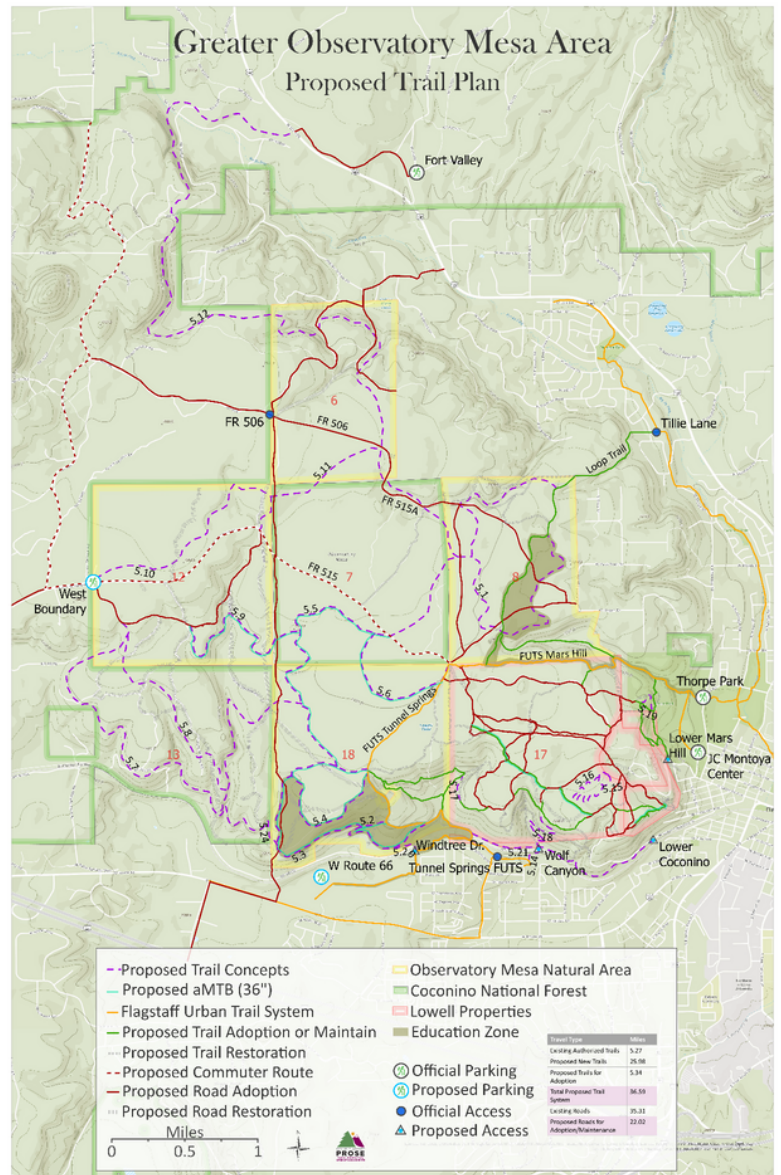 Greater Observatory Mesa Area
Proposed Trail Plan
Fort Valley
5.12
6
FR 506
FR 506
Tillie Lane
Loop Trail
5.11
FR 515A
5.10
12
West
Boundary
7
FR 515
8
5.1
5.9
5.5
FUTS Mars Hill
5.6
FUTS Tunnel Springs
Thorpe Park
5.19
Lower Mars
Hill
JC Montoya
Center
5.8
5.7
13
18
17
5.16
5.15
5.17
5.4
5.2
5.24
5.3
5.18
Windtree Dr.
5.21
5.14
Wolf
Canyon
Tunnel Springs FUTS
Lower
Coconino
W Route 66
Proposed Trail Concepts
Proposed aMTB (36")
Flagstaff Urban Trail System
Proposed Trail Adoption or Maintain
Proposed Trail Restoration
Proposed Commuter Route
Proposed Road Adoption
Proposed Road Restoration
Miles
0 0.5 1
Observatory Mesa Natural Area
Coconino National Forest
Lowell Properties
Education Zone
Official Parking
Proposed Parking
Official Access
Proposed Access
Travel Type Miles
Existing Authorized Trails 5.27
Proposed New Trails 25.98
Proposed Trails for Adoption 5.34
Total Proposed Trail System 36.59
Existing Roads 35.31
Proposed Roads for Adoption/Maintenance 22.02
PROSE